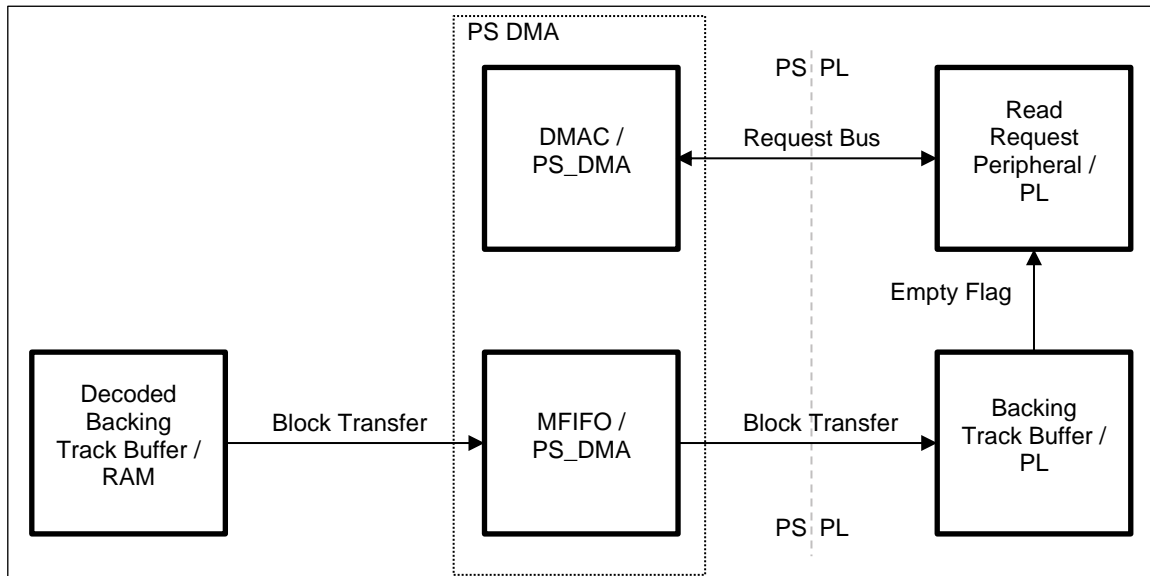 PS DMA
PS PL
DMAC /
PS_DMA
Request Bus
Read
Request
Peripheral /
PL
Empty Flag
Decoded
Backing
Track Buffer /
RAM
Block Transfer
MFIFO /
PS_DMA
Block Transfer
Backing
Track Buffer /
PL
PS PL